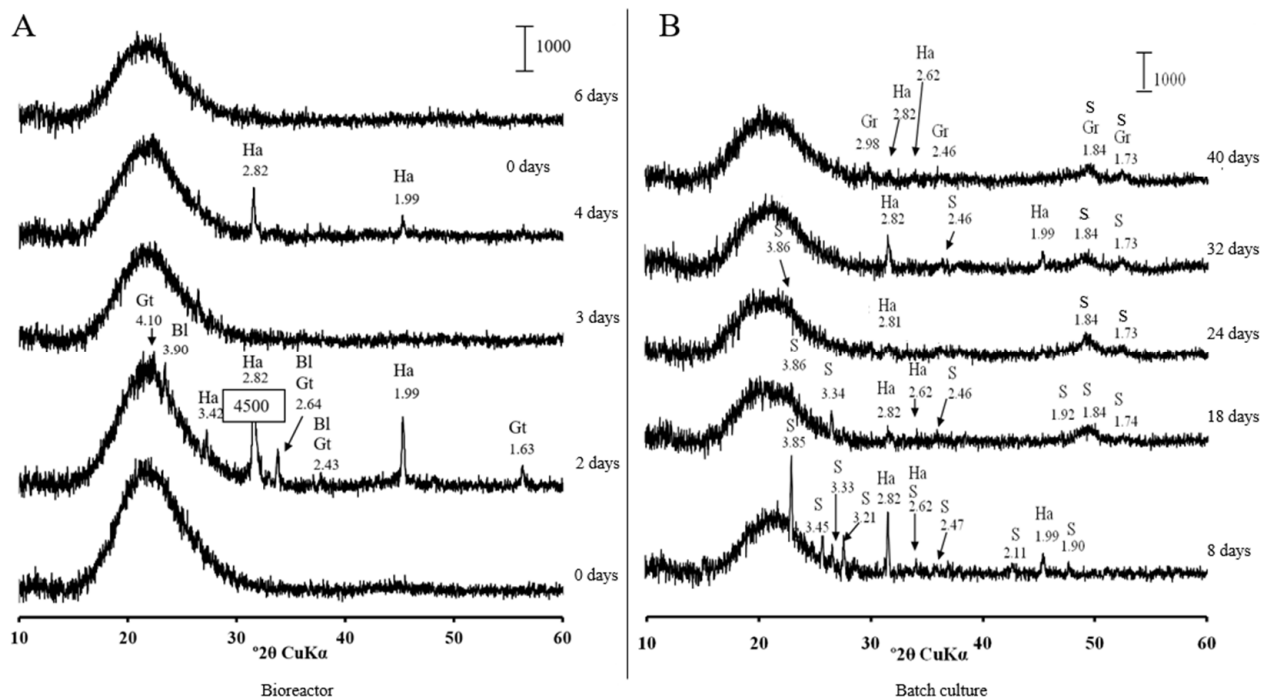 A
1000
6 days
0 days
Ha
2.82
Ha
1.99
4 days
3 days
Gt
4.10
Bl
3.90
Ha
3.42
Ha
2.82
4500
Bl
Gt
2.64
Bl
Gt
2.43
Ha
1.99
Gt
1.63
2 days
0 days
10
20
30
40
50
60
°2θ CuKα
Bioreactor
B
1000
Gr
2.98
Ha
2.82
Ha
2.62
Gr
2.46
S
Gr
1.84
S
Gr
1.73
40 days
Ha
2.82
S
2.46
Ha
1.99
S
1.84
S
1.73
32 days
S
3.86
Ha
2.81
S
1.84
S
1.73
24 days
S
3.86
S
3.34
Ha
2.82
Ha
2.62
S
2.46
S
1.92
S
1.84
S
1.74
18 days
S
3.85
S
3.45
S
3.33
S
3.21
Ha
2.82
Ha
S
2.62
S
2.47
S
2.11
Ha
1.99
S
1.90
8 days
10
20
30
40
50
60
°2θ CuKα
Batch culture